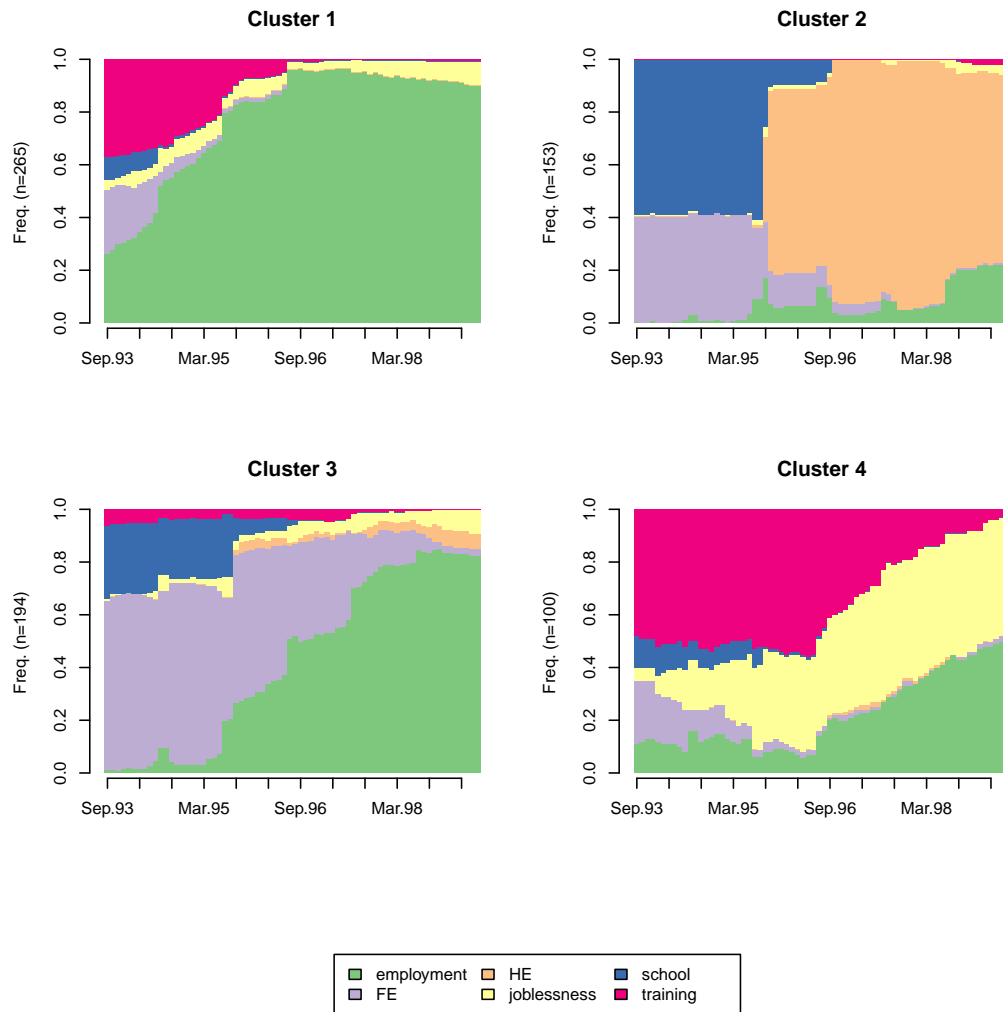 Cluster 1
Freq. (n=265)
0.0 0.2 0.4 0.6 0.8 1.0
Sep.93 Mar.95 Sep.96 Mar.98
Cluster 2
Freq. (n=153)
0.0 0.2 0.4 0.6 0.8 1.0
Sep.93 Mar.95 Sep.96 Mar.98
Cluster 3
Freq. (n=194)
0.0 0.2 0.4 0.6 0.8 1.0
Sep.93 Mar.95 Sep.96 Mar.98
Cluster 4
Freq. (n=100)
0.0 0.2 0.4 0.6 0.8 1.0
Sep.93 Mar.95 Sep.96 Mar.98
employment HE school
FE joblessness training